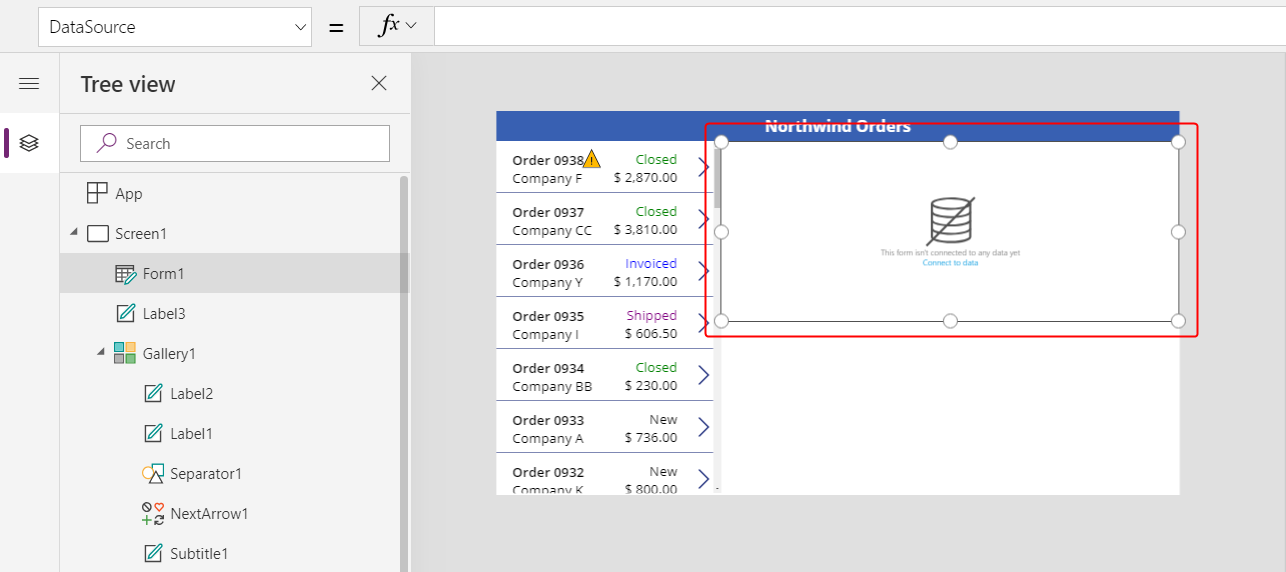 DataSource
=
fx
Tree view
Search
App
Screen1
Form1
Label3
Gallery1
Label2
Label1
Separator1
NextArrow1
Subtitle1
Northwind Orders
Order 0938 Closed
Company F $ 2,870.00
Order 0937 Closed
Company CC $ 3,810.00
Order 0936 Invoiced
Company Y $ 1,170.00
Order 0935 Shipped
Company I $ 606.50
Order 0934 Closed
Company BB $ 230.00
Order 0933 New
Company A $ 736.00
Order 0932 New
Company K $ 800.00
This form isn't connected to any data yet
Connect to data